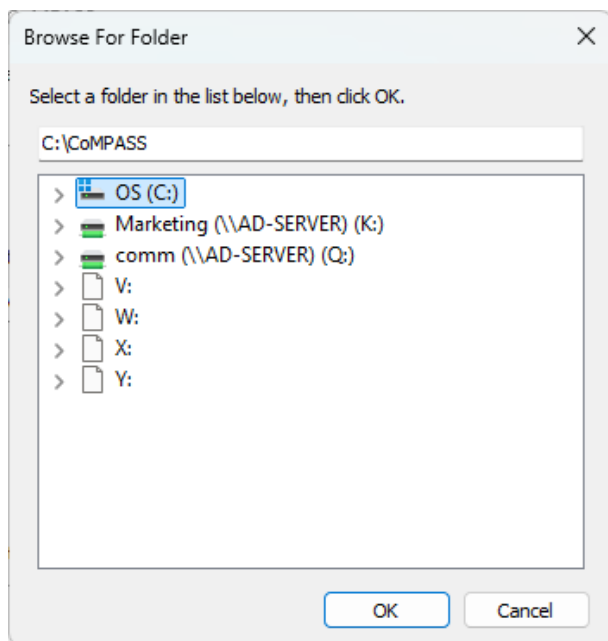 Browse For Folder
Select a folder in the list below, then click OK.
C:\CoMPASS
OS (C:)
Marketing (\\AD-SERVER) (K:)
comm (\\AD-SERVER) (Q:)
V:
W:
X:
Y:
OK
Cancel